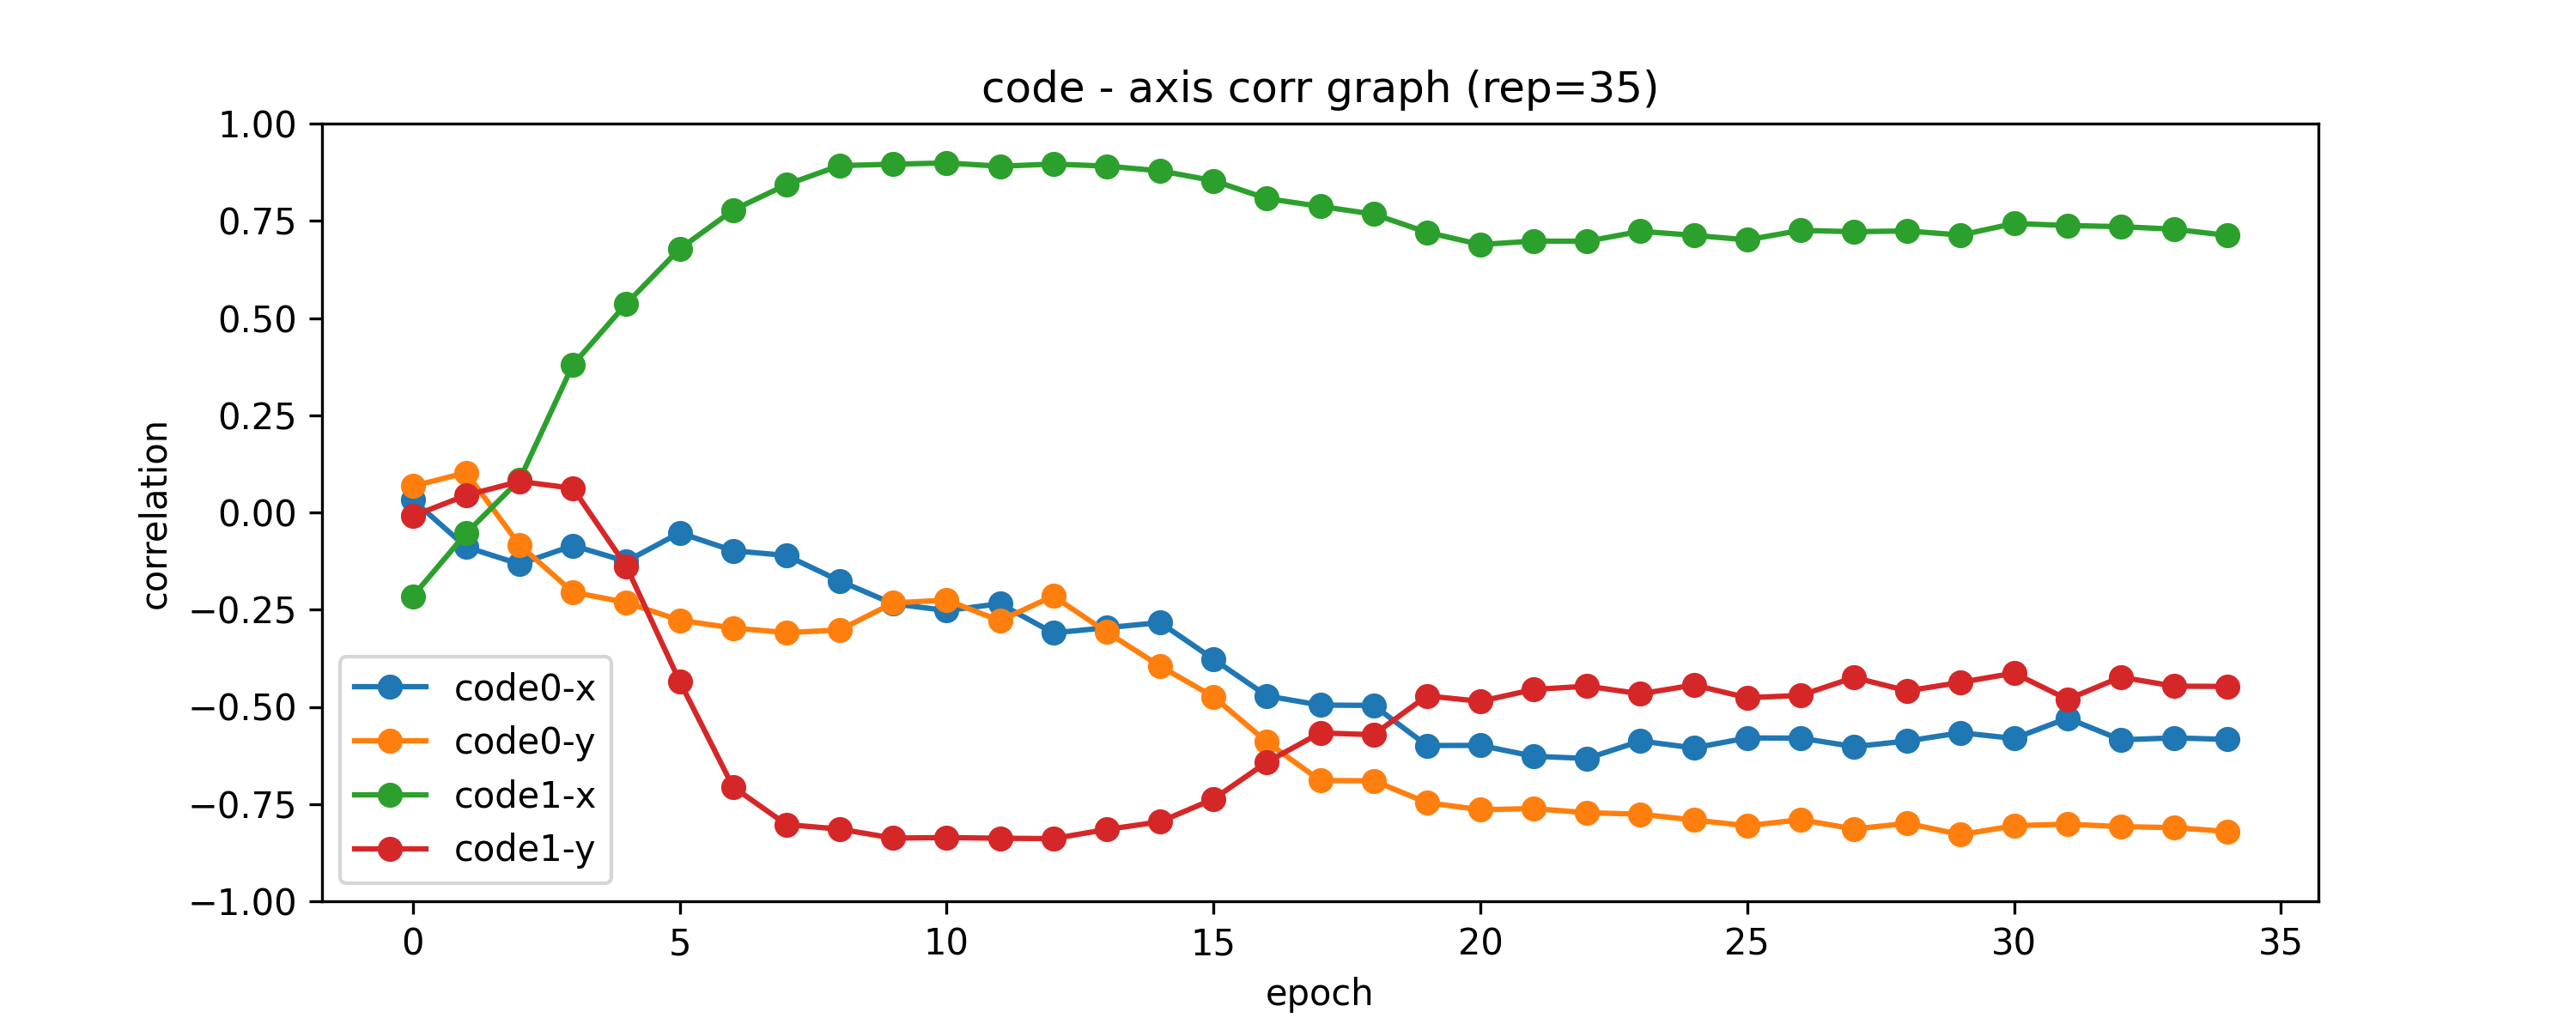 code - axis corr graph (rep=35)
1.00
0.75
0.50
0.25
0.00
−0.25
−0.50
−0.75
−1.00
correlation
code0-x
code0-y
code1-x
code1-y
0 5 10 15 20 25 30 35
epoch